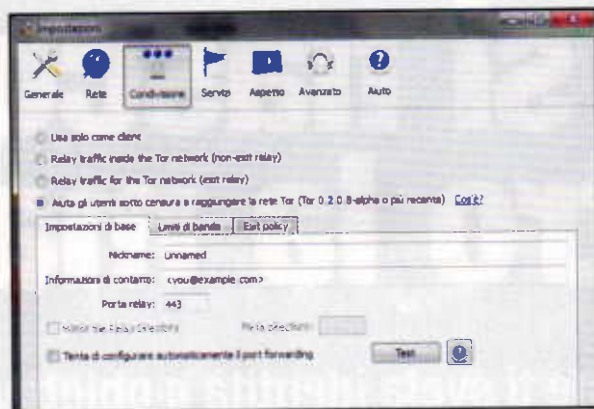 Impostazioni
Generale Rete Condivisione Servizi Aspetto Avanzato Aiuto
Usa solo come client
Relay traffic inside the Tor network (non-exit relay)
Relay traffic for the Tor network (exit relay)
Aiuta gli utenti sotto censura a raggiungere la rete Tor (Tor 0.2.0.8-alpha o più recente) Cos'è?
Impostazioni di base Limiti di banda Exit policy
Nickname: Unnamed
Informazioni di contatto: <you@example.com>
Porta relay: 443
Tenta di configurare automaticamente il port forwarding Test